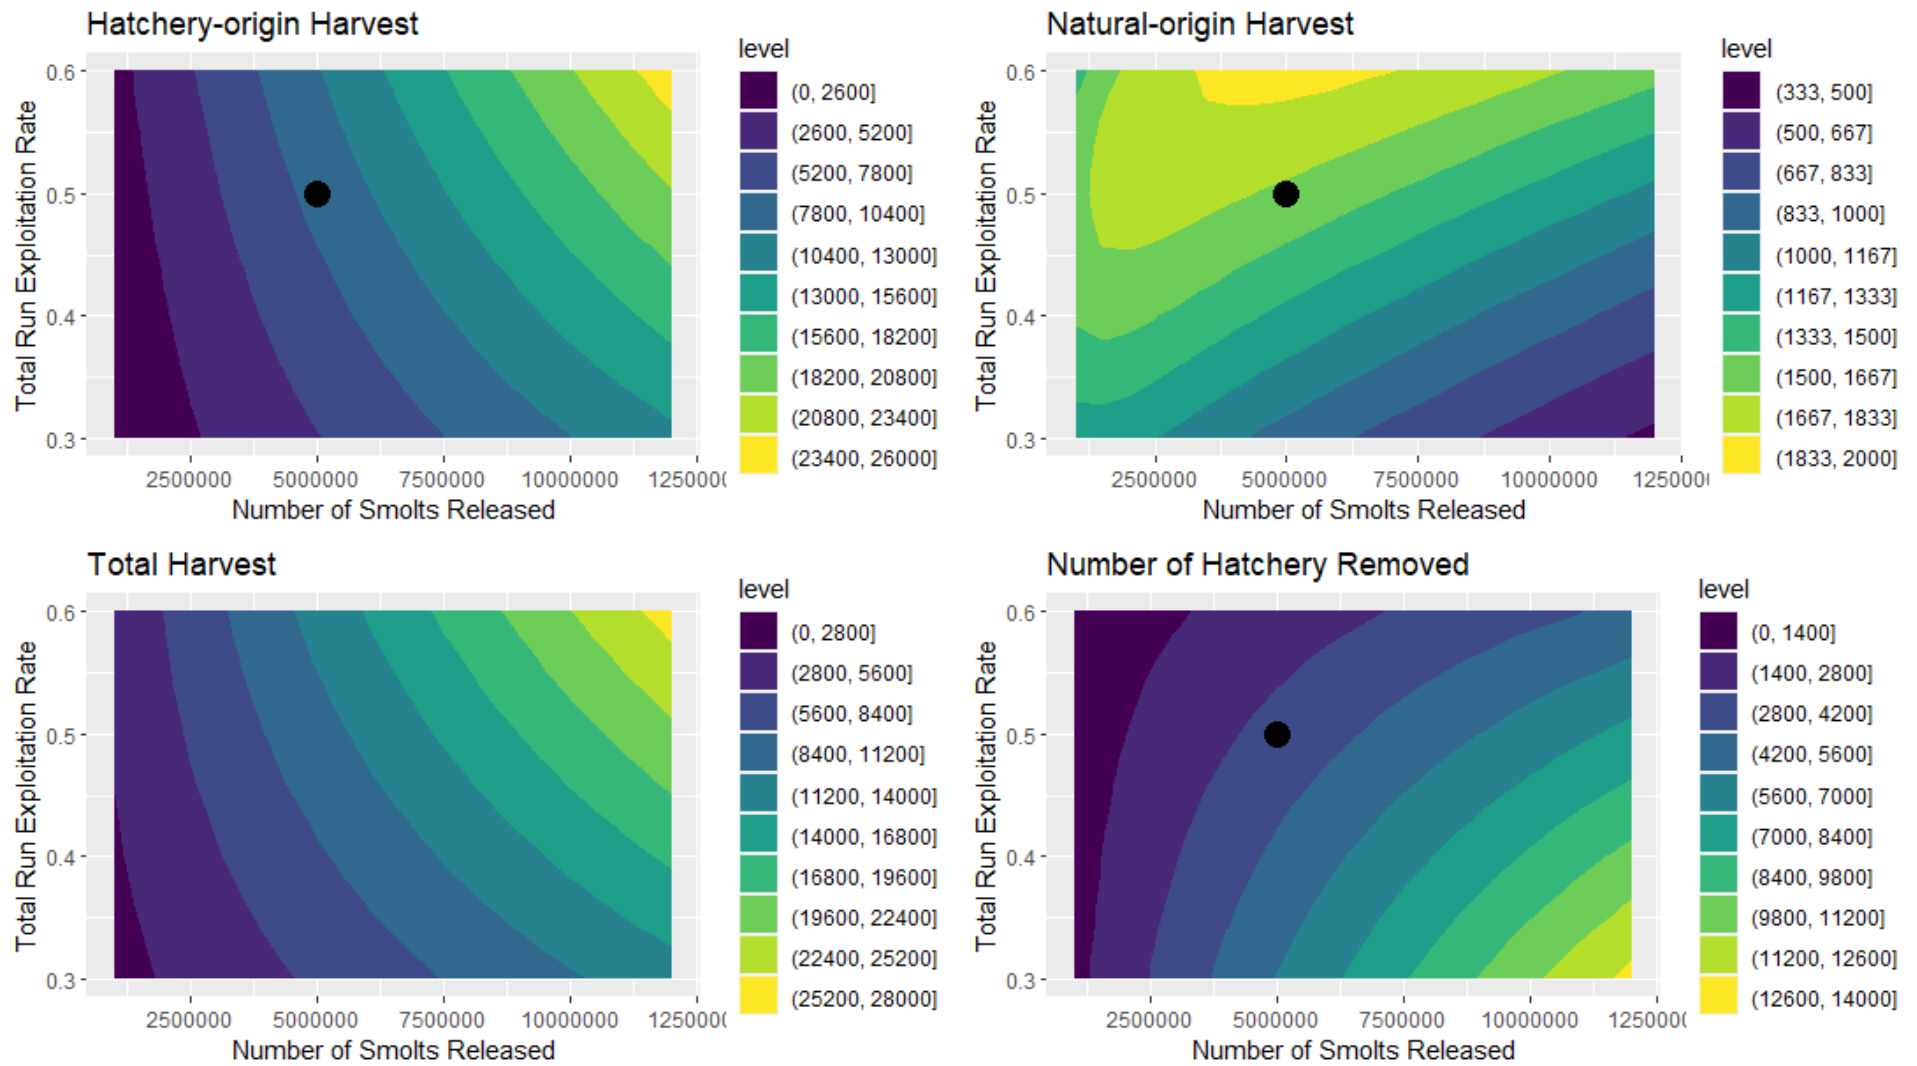 Hatchery-origin Harvest
Total Run Exploitation Rate
0.6
0.5
0.4
0.3
2500000 5000000 7500000 10000000 1250000
Number of Smolts Released
level
(0, 2600]
(2600, 5200]
(5200, 7800]
(7800, 10400]
(10400, 13000]
(13000, 15600]
(15600, 18200]
(18200, 20800]
(20800, 23400]
(23400, 26000]
Natural-origin Harvest
Total Run Exploitation Rate
0.6
0.5
0.4
0.3
2500000 5000000 7500000 10000000 1250000
Number of Smolts Released
level
(333, 500]
(500, 667]
(667, 833]
(833, 1000]
(1000, 1167]
(1167, 1333]
(1333, 1500]
(1500, 1667]
(1667, 1833]
(1833, 2000]
Total Harvest
Total Run Exploitation Rate
0.6
0.5
0.4
0.3
2500000 5000000 7500000 10000000 1250000
Number of Smolts Released
level
(0, 2800]
(2800, 5600]
(5600, 8400]
(8400, 11200]
(11200, 14000]
(14000, 16800]
(16800, 19600]
(19600, 22400]
(22400, 25200]
(25200, 28000]
Number of Hatchery Removed
Total Run Exploitation Rate
0.6
0.5
0.4
0.3
2500000 5000000 7500000 10000000 1250000
Number of Smolts Released
level
(0, 1400]
(1400, 2800]
(2800, 4200]
(4200, 5600]
(5600, 7000]
(7000, 8400]
(8400, 9800]
(9800, 11200]
(11200, 12600]
(12600, 14000]